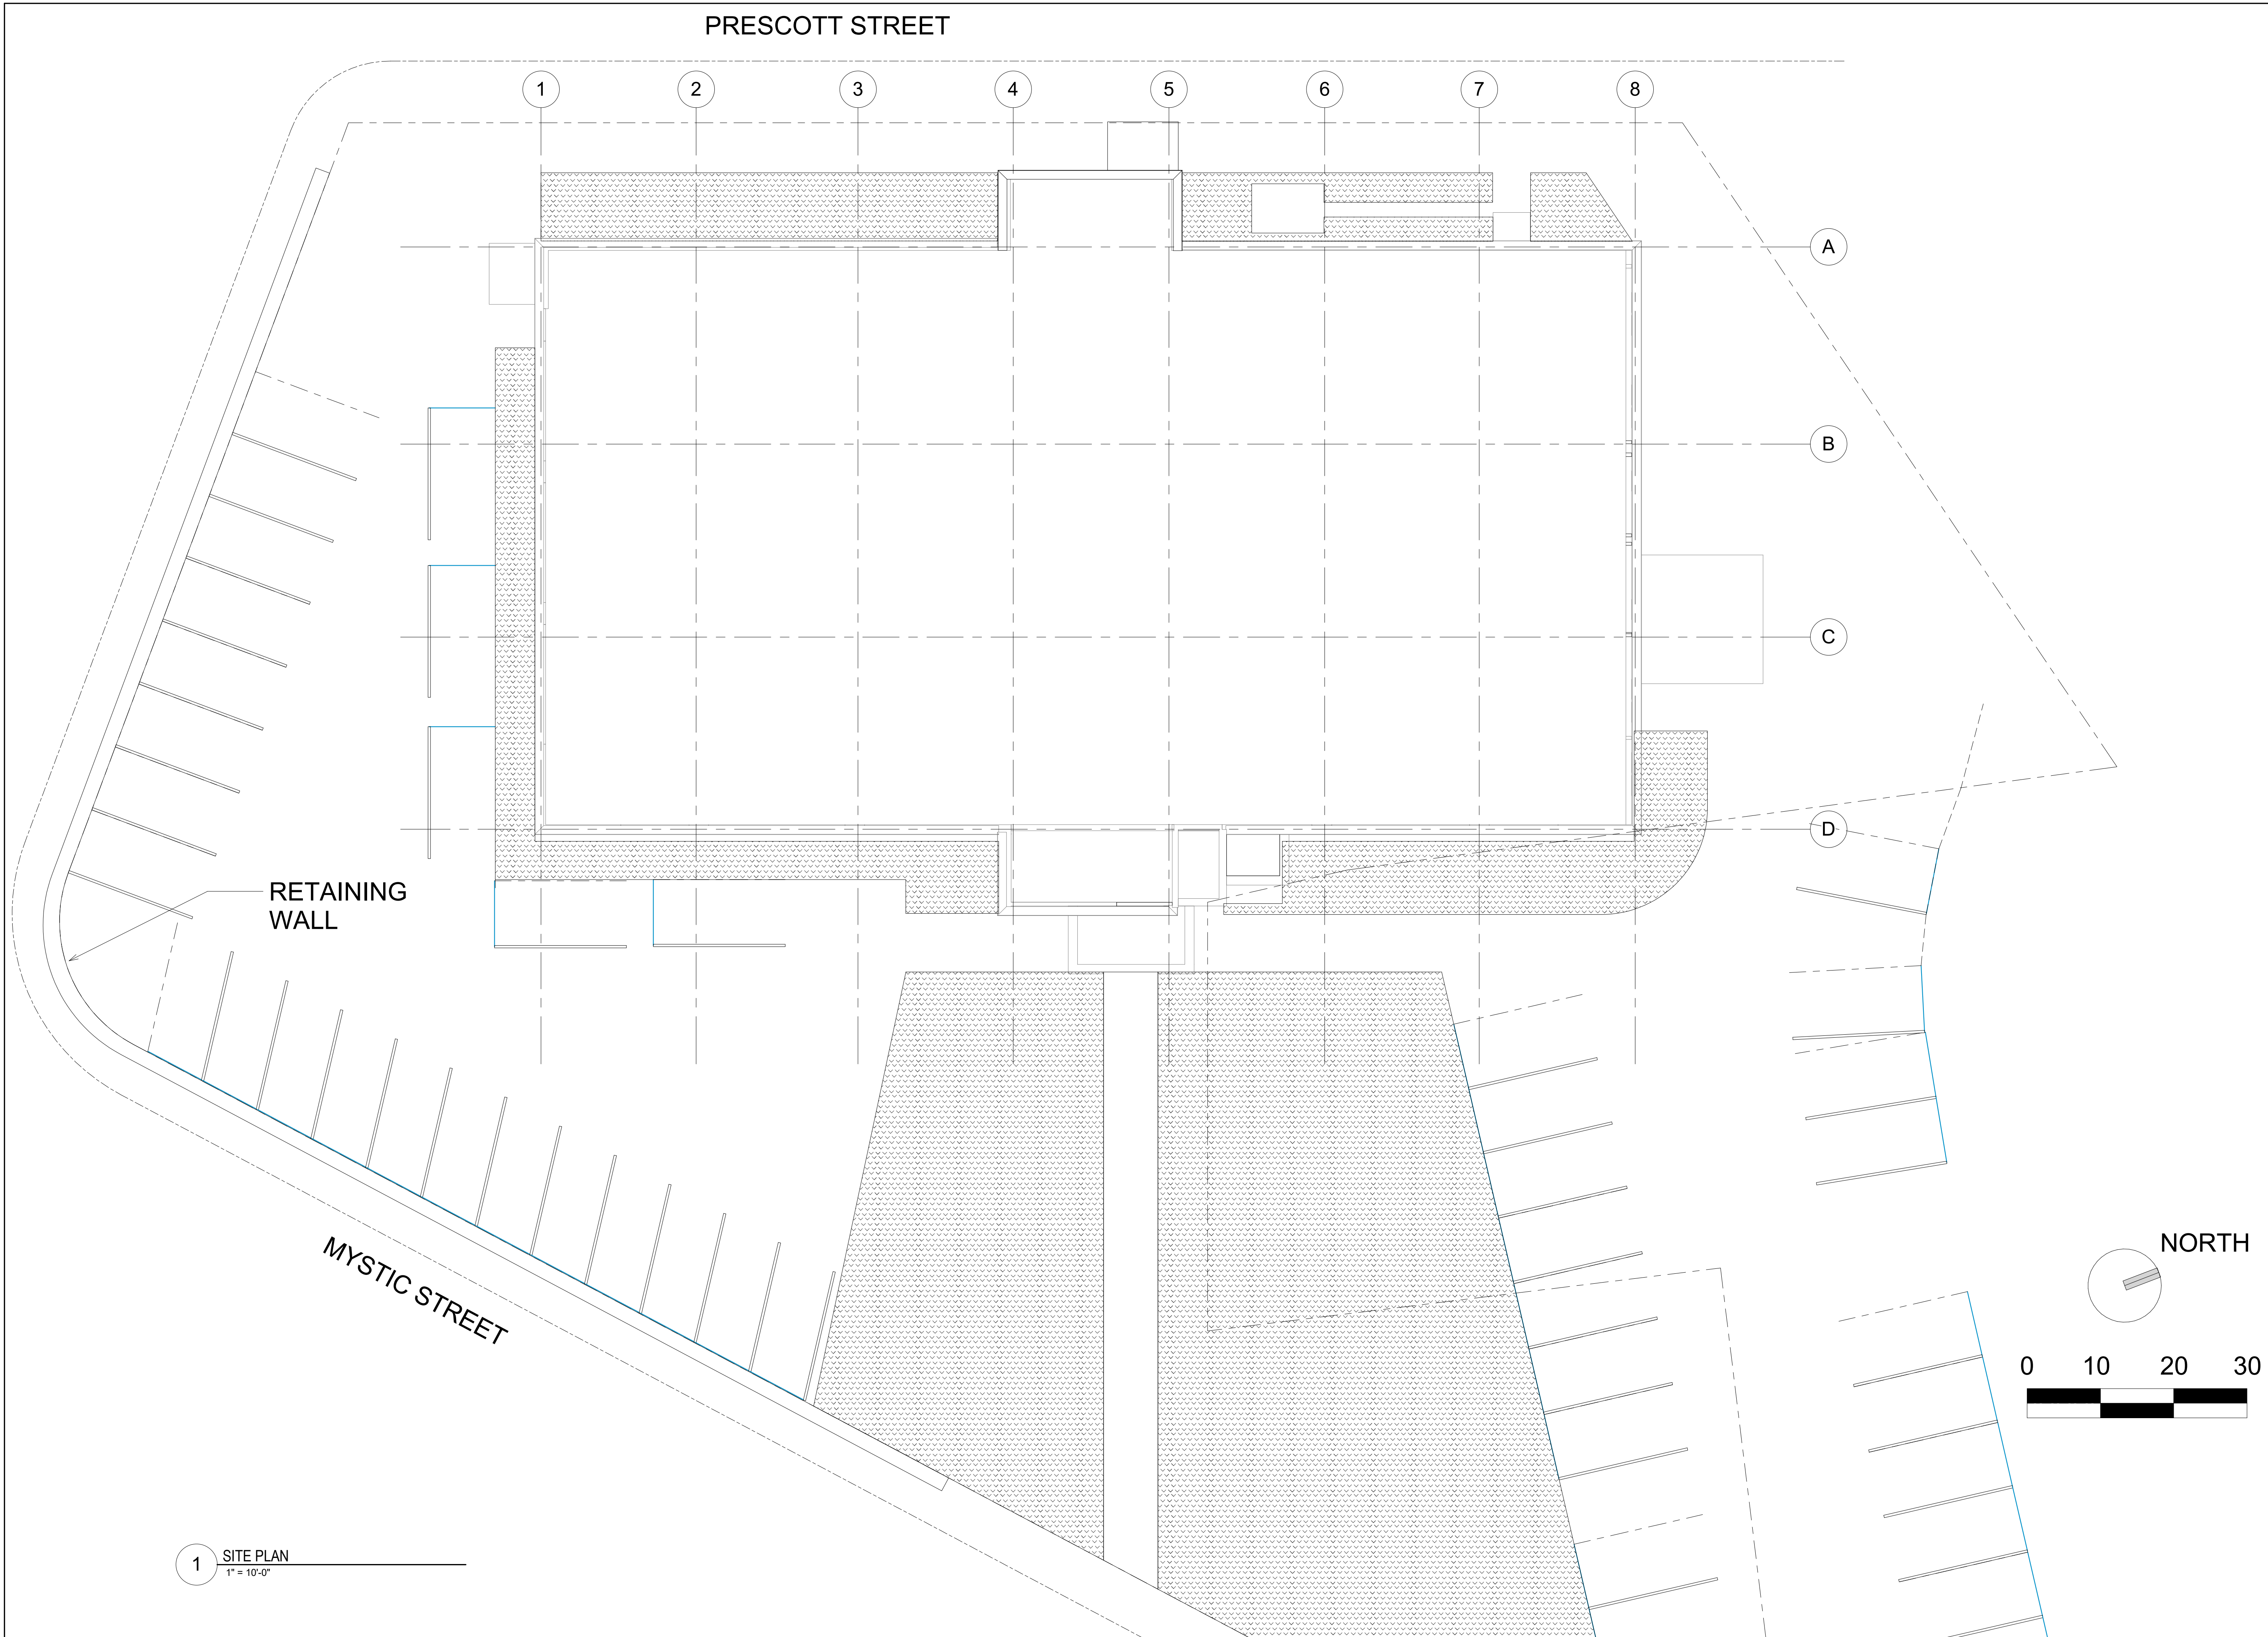 PRESCOTT STREET
1 2 3 4 5 6 7 8
A
B
C
D
RETAINING
WALL
MYSTIC STREET
NORTH
0 10 20 30
1 SITE PLAN
1" = 10'-0"